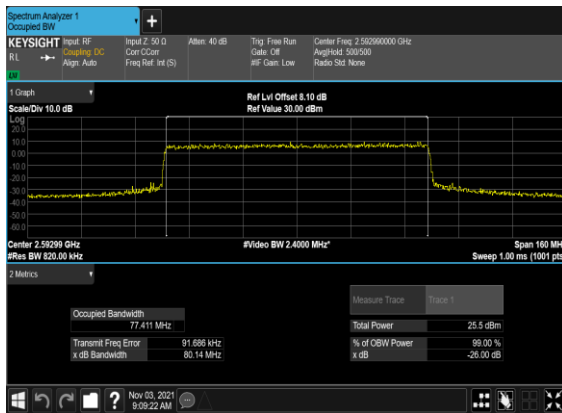 Spectrum Analyzer 1
Occupied BW
KEYSIGHT Input: RF Input Z: 50 Ω Atten: 40 dB Trig: Free Run Center Freq: 2.592990000 GHz
RL Coupling: DC Corr CCorr Gate: Off Avg|Hold: 500/500
Align: Auto Freq Ref: Int (S) #IF Gain: Low Radio Std: None
1 Graph
Ref Lvl Offset 8.10 dB
Scale/Div 10.0 dB Ref Value 30.00 dBm
Log
20.0
10.0
0.00
-10.0
-20.0
-30.0
-40.0
-50.0
-60.0
Center 2.59299 GHz #Video BW 2.4000 MHz* Span 160 MH
#Res BW 820.00 kHz Sweep 1.00 ms (1001 pts
2 Metrics
Measure Trace Trace 1
Occupied Bandwidth
77.411 MHz Total Power 25.5 dBm
Transmit Freq Error 91.686 kHz % of OBW Power 99.00 %
x dB Bandwidth 80.14 MHz x dB -26.00 dB
Nov 03, 2021
9:09:22 AM